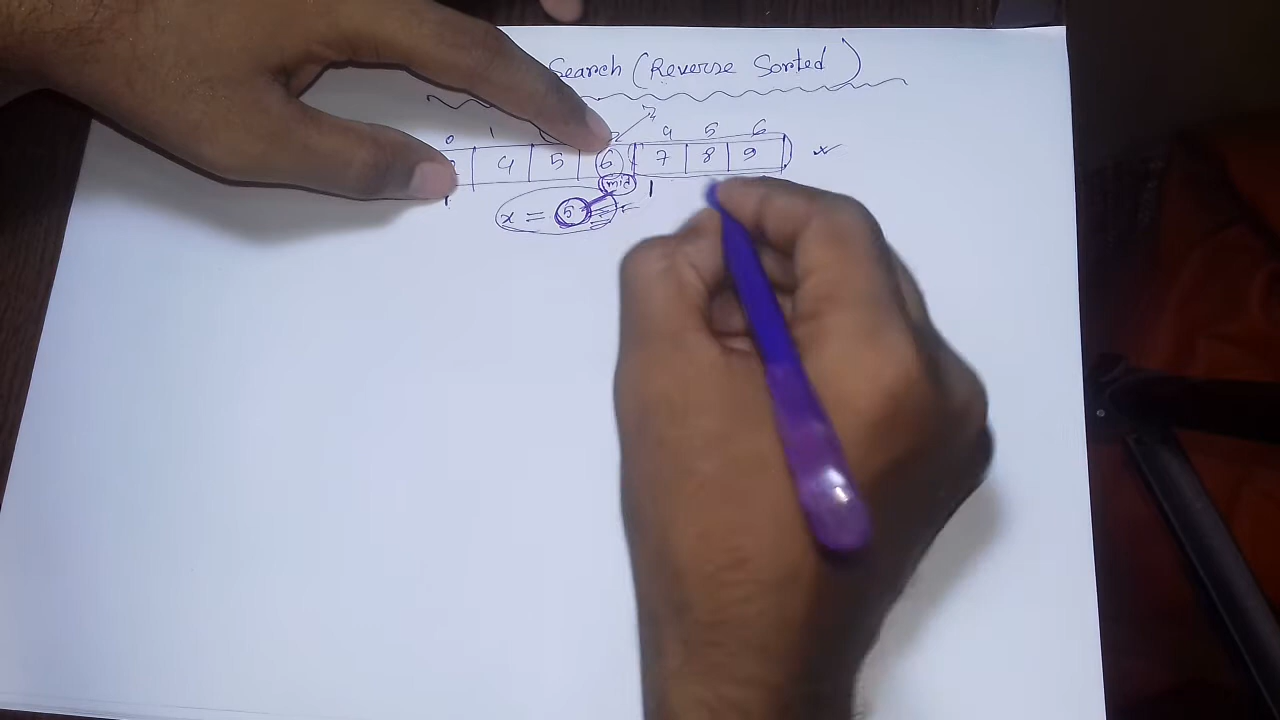 Search (Reverse Sorted)
0 1 4 5 6
4 5 6 7 8 9
mid
x = 5